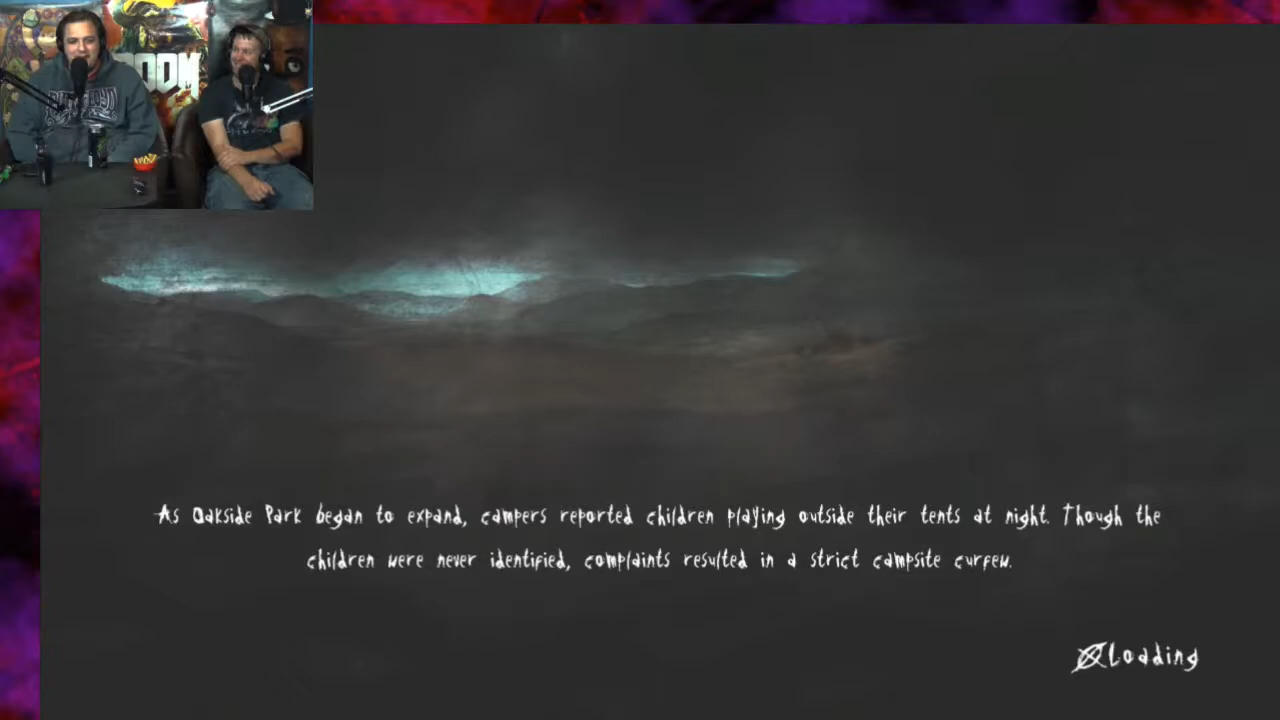 DOOM
As Oakside Park began to expand, campers reported children playing outside their tents at night. Though the
children were never identified, complaints resulted in a strict campsite curfew.
Loading